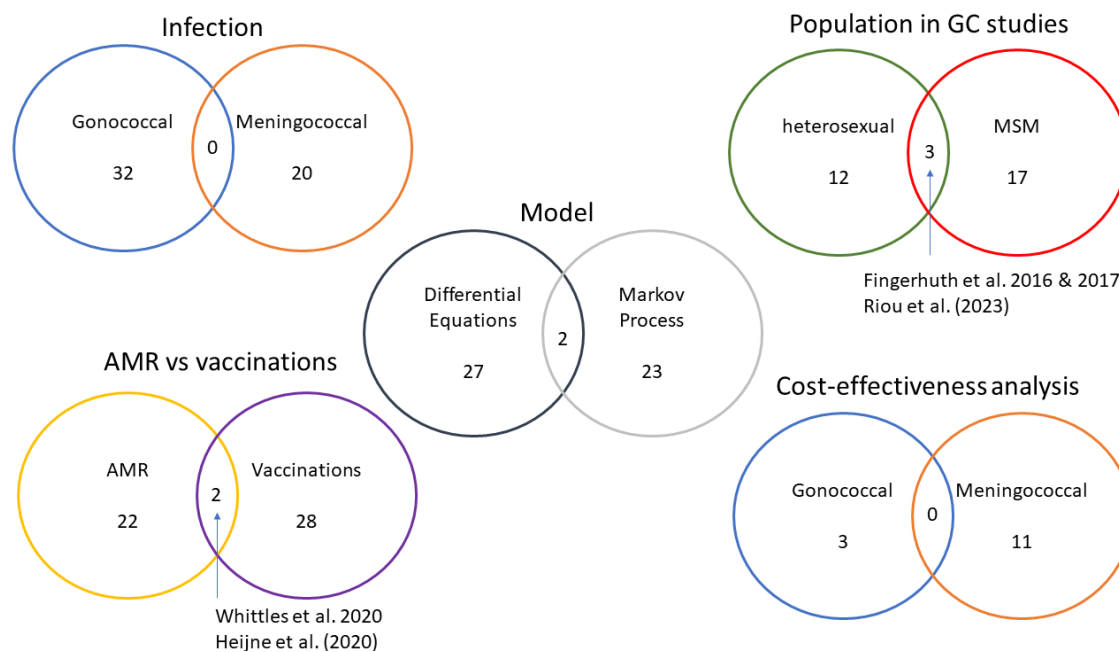 Infection
Gonococcal
Meningococcal
0
32
20
Population in GC studies
heterosexual
MSM
3
12
17
Fingerhuth et al. 2016 & 2017
Riou et al. (2023)
Model
Differential
Equations
Markov
Process
2
27
23
AMR vs vaccinations
AMR
Vaccinations
2
22
28
Whittles et al. 2020
Heijne et al. (2020)
Cost-effectiveness analysis
Gonococcal
Meningococcal
0
3
11